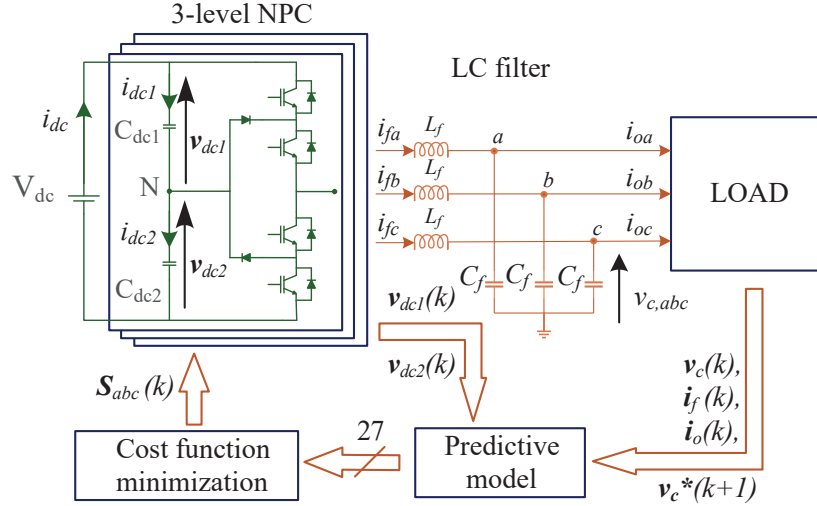 3-level NPC
LC filter
i_dc
i_dc1
C_dc1
v_dc1
V_dc
N
i_dc2
C_dc2
v_dc2
i_fa
L_f
a
i_oa
i_fb
L_f
b
i_ob
i_fc
L_f
c
i_oc
LOAD
C_f
C_f
C_f
v_c,abc
v_dc1(k)
v_dc2(k)
S_abc(k)
v_c(k),
i_f(k),
i_o(k),
v_c*(k+1)
27
Cost function
minimization
Predictive
model